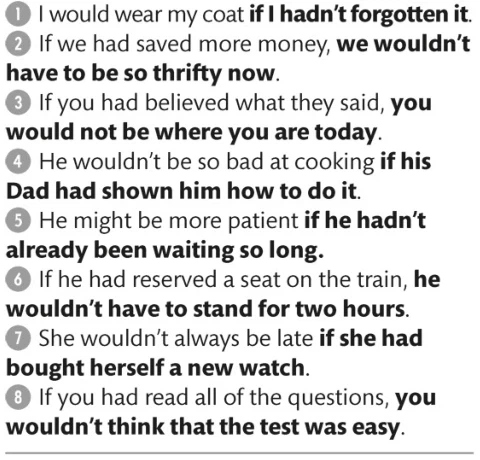 1 I would wear my coat if I hadn’t forgotten it.
2 If we had saved more money, we wouldn’t
have to be so thrifty now.
3 If you had believed what they said, you
would not be where you are today.
4 He wouldn’t be so bad at cooking if his
Dad had shown him how to do it.
5 He might be more patient if he hadn’t
already been waiting so long.
6 If he had reserved a seat on the train, he
wouldn’t have to stand for two hours.
7 She wouldn’t always be late if she had
bought herself a new watch.
8 If you had read all of the questions, you
wouldn’t think that the test was easy.